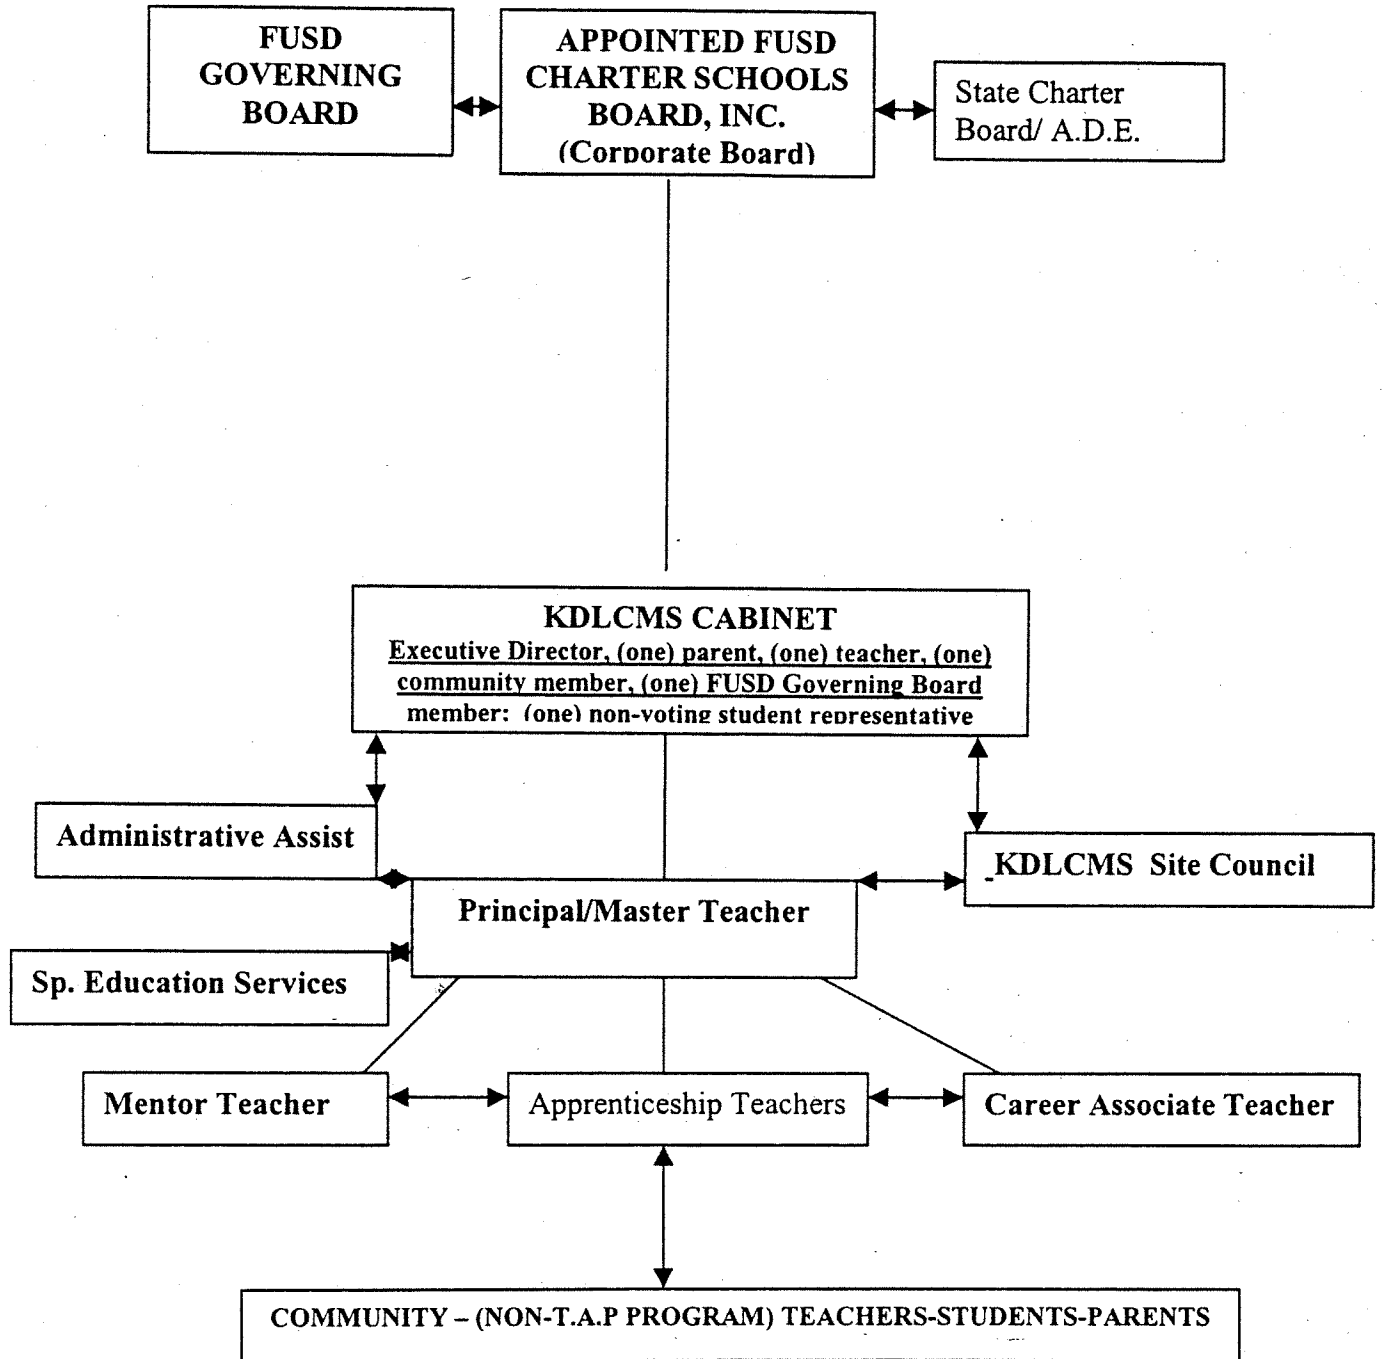 FUSD
GOVERNING
BOARD
APPOINTED FUSD
CHARTER SCHOOLS
BOARD, INC.
(Corporate Board)
State Charter
Board/ A.D.E.
KDLCMS CABINET
Executive Director, (one) parent, (one) teacher, (one)
community member, (one) FUSD Governing Board
member; (one) non-voting student representative
Administrative Assist
KDLCMS Site Council
Principal/Master Teacher
Sp. Education Services
Mentor Teacher
Apprenticeship Teachers
Career Associate Teacher
COMMUNITY – (NON-T.A.P PROGRAM) TEACHERS-STUDENTS-PARENTS